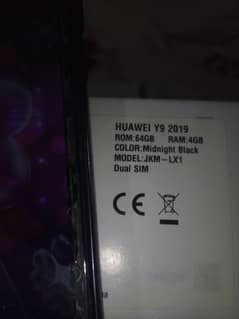 HUAWEI Y9 2019
ROM:64GB RAM:4GB
COLOR:Midnight Black
MODEL:JKM-LX1
Dual SIM
CE